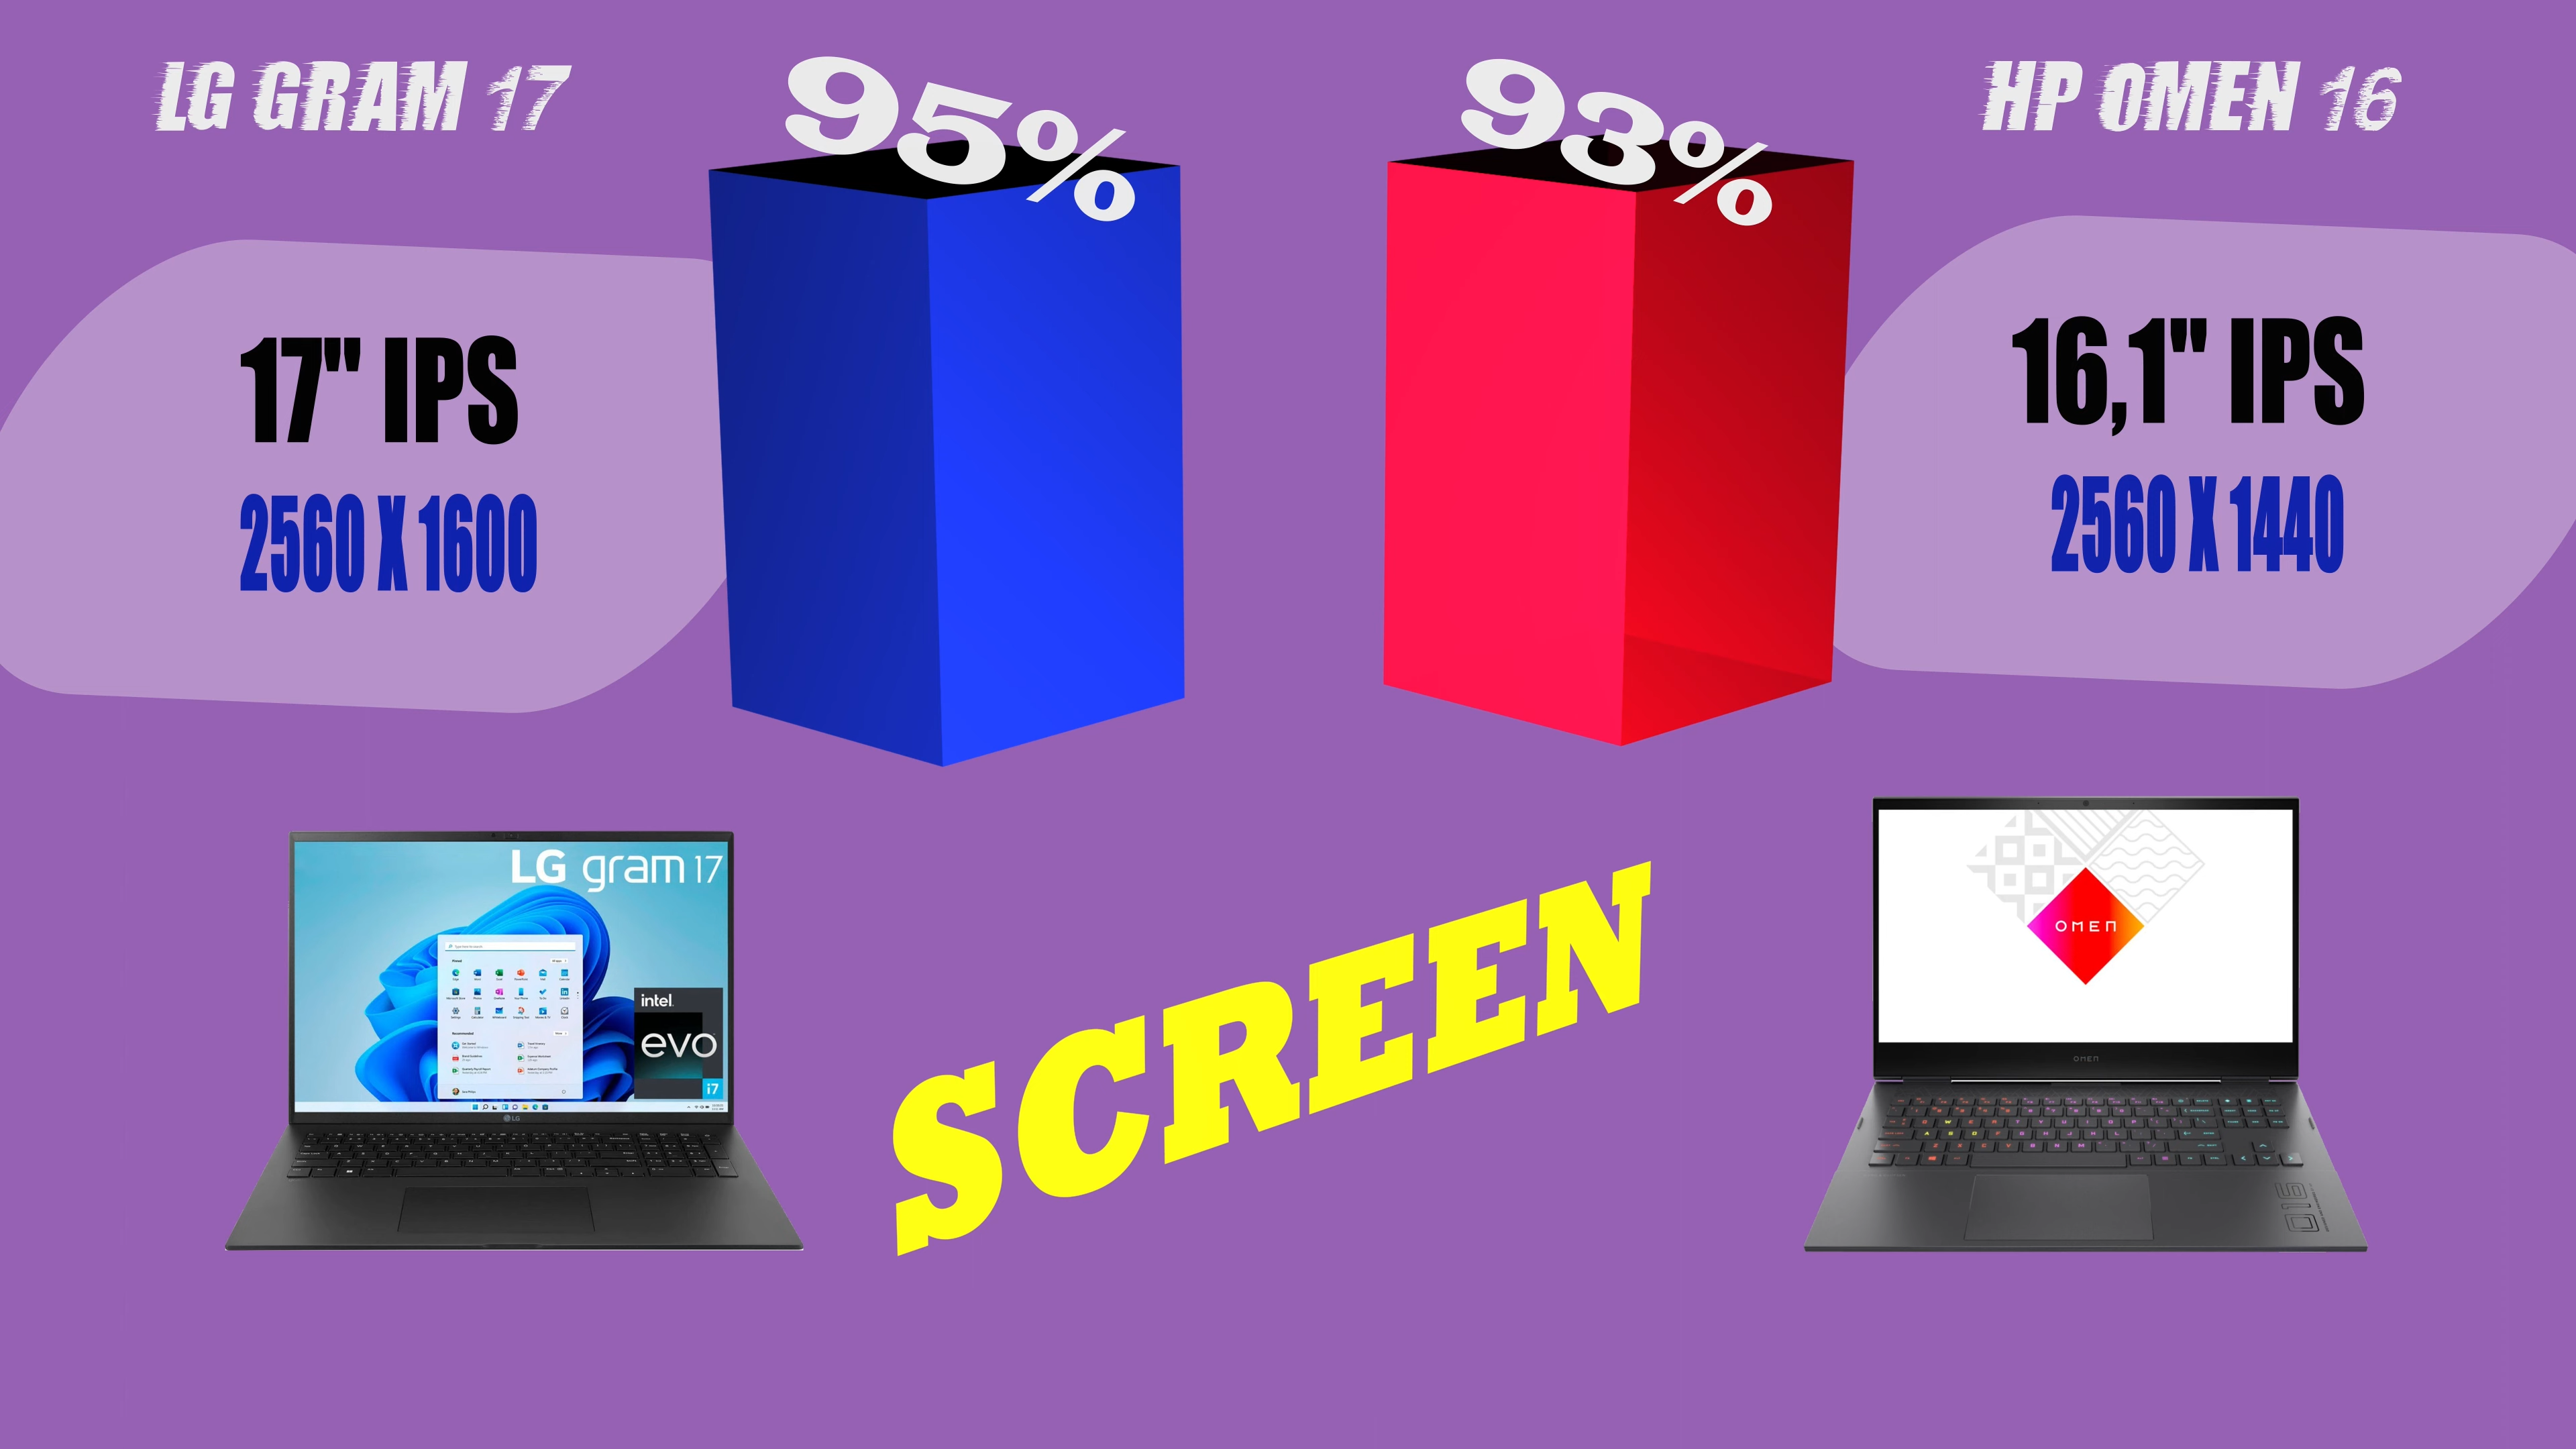 LG GRAM 17
95%
93%
HP OMEN 16
17" IPS
2560 X 1600
16,1" IPS
2560 X 1440
LG gram 17
intel
evo
i7
LG
SCREEN
OMEN
OMEN